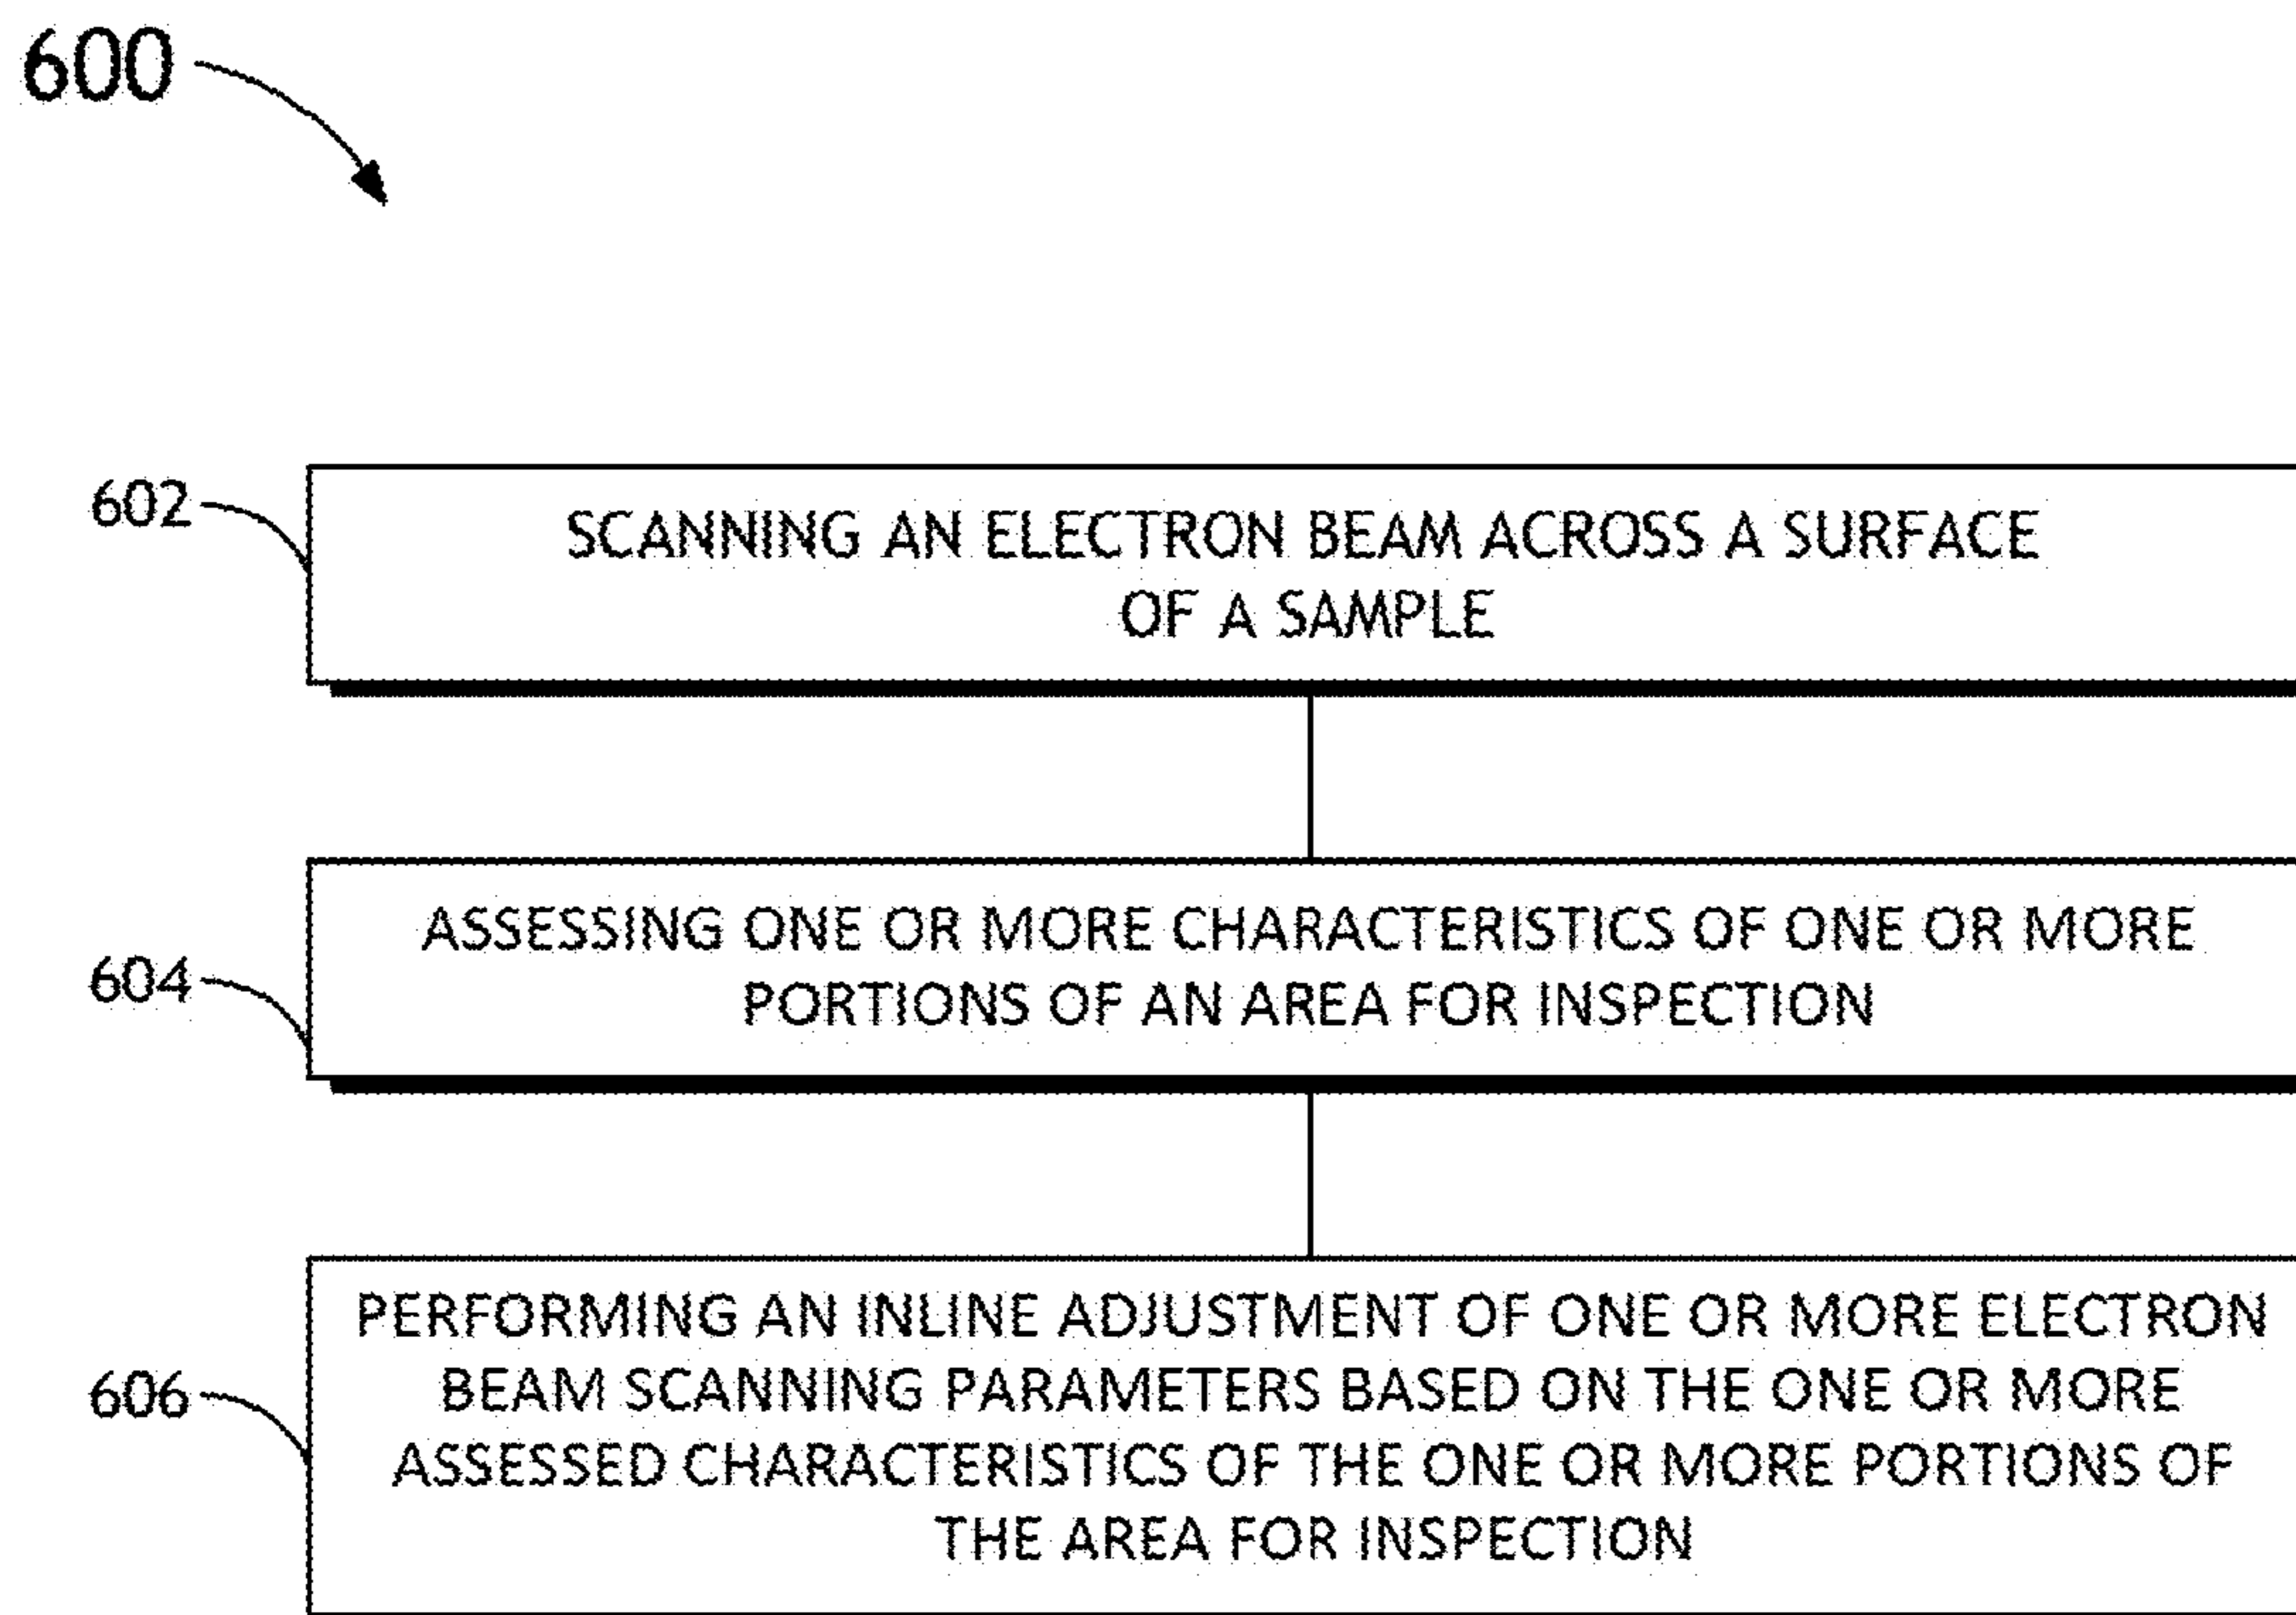 600
602
SCANNING AN ELECTRON BEAM ACROSS A SURFACE
OF A SAMPLE
604
ASSESSING ONE OR MORE CHARACTERISTICS OF ONE OR MORE
PORTIONS OF AN AREA FOR INSPECTION
606
PERFORMING AN INLINE ADJUSTMENT OF ONE OR MORE ELECTRON
BEAM SCANNING PARAMETERS BASED ON THE ONE OR MORE
ASSESSED CHARACTERISTICS OF THE ONE OR MORE PORTIONS OF
THE AREA FOR INSPECTION